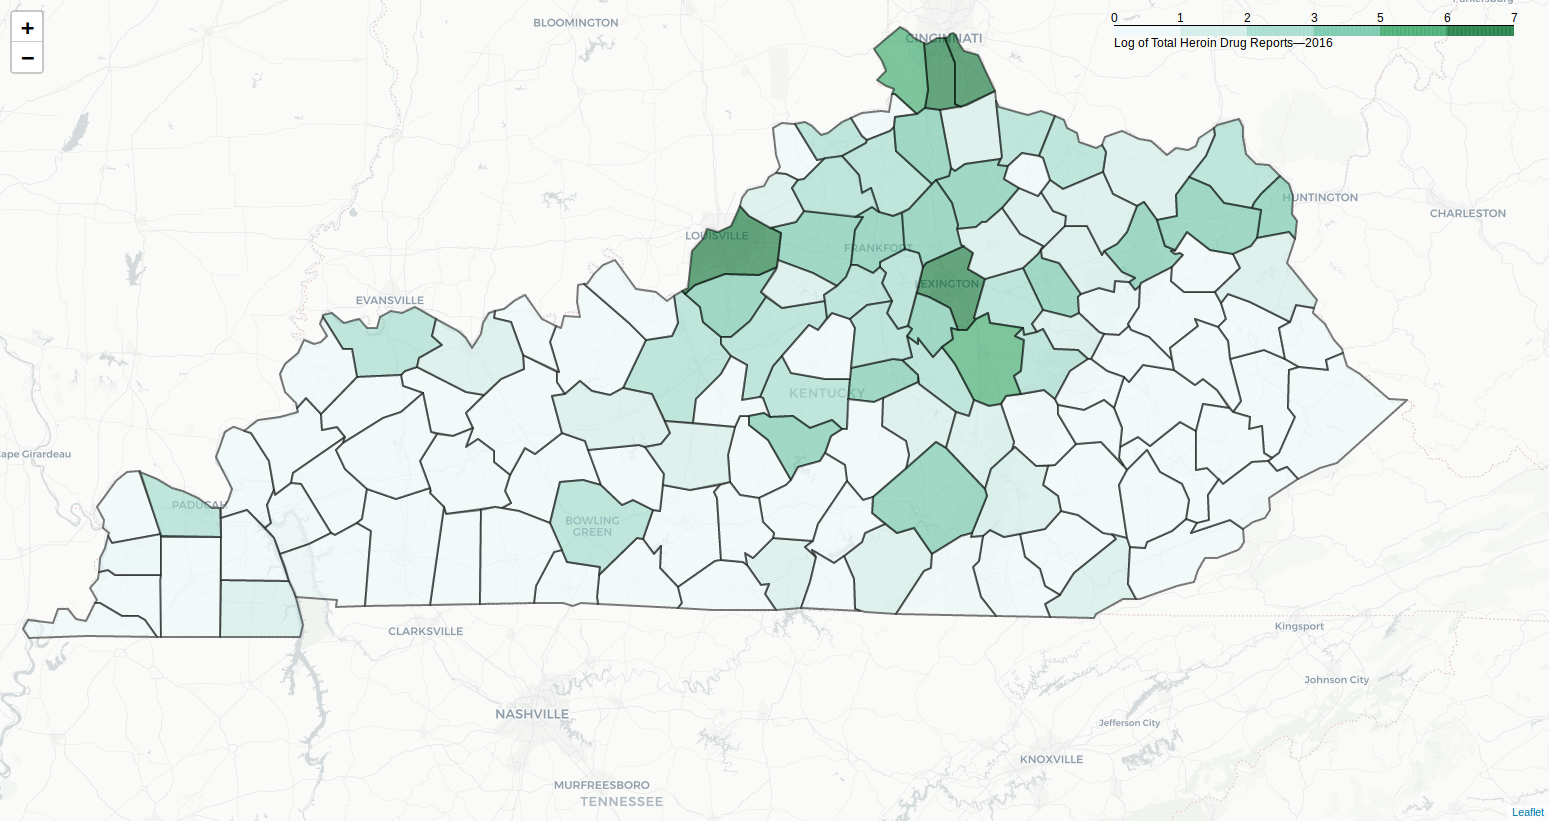 +
−
BLOOMINGTON
Parkersburg
0 1 2 3 5 6 7
Log of Total Heroin Drug Reports—2016
CINCINNATI
HUNTINGTON
CHARLESTON
LOUISVILLE
FRANKFORT
LEXINGTON
EVANSVILLE
KENTUCKY
Cape Girardeau
PADUCAH
BOWLING
GREEN
CLARKSVILLE
Kingsport
Johnson City
NASHVILLE
Jefferson City
KNOXVILLE
MURFREESBORO
TENNESSEE
Leaflet